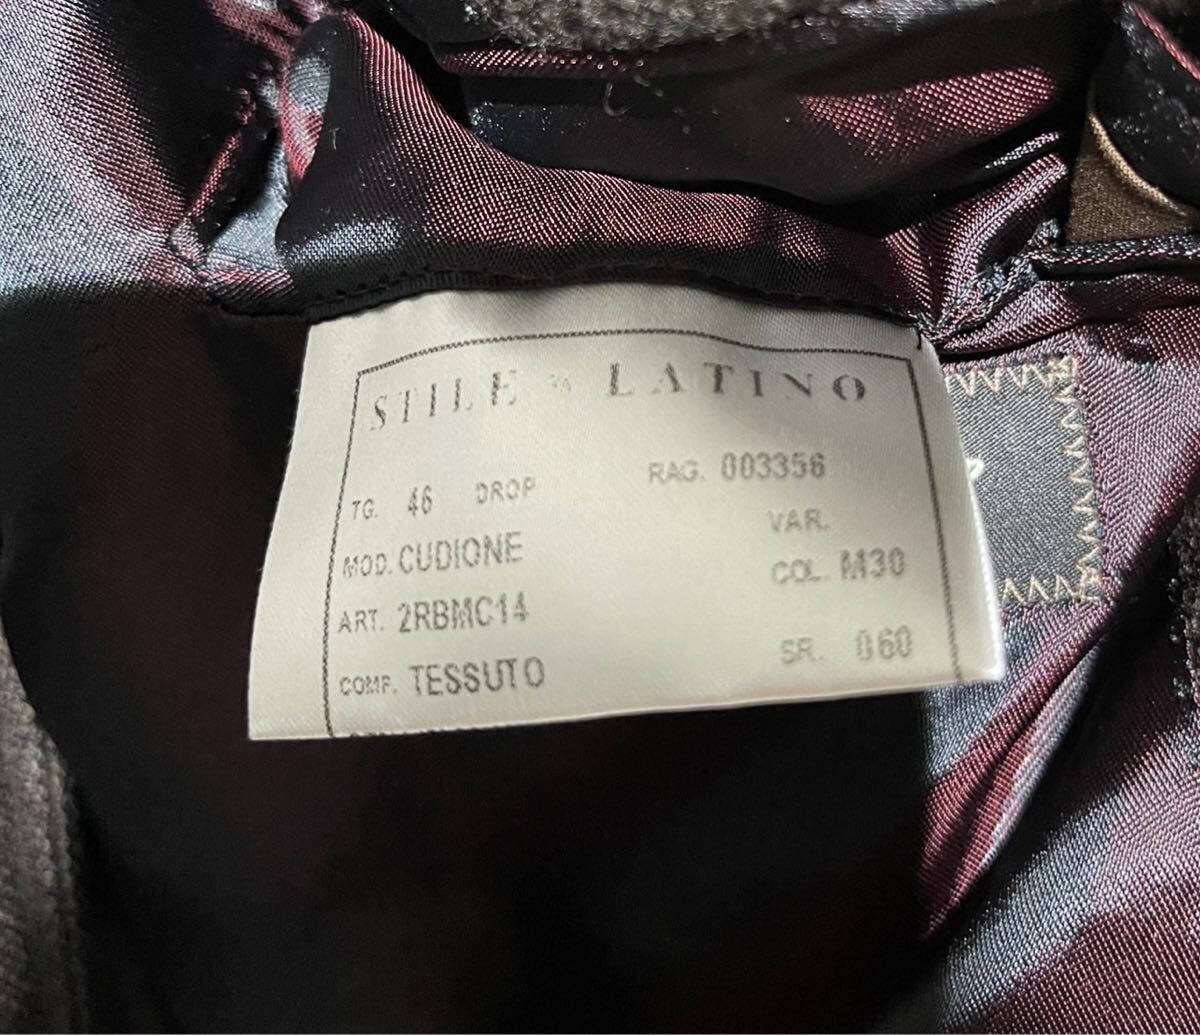 STILE LATINO
TG. 46 DROP RAG. 003356
VAR.
MOD. CUDIONE COL. M30
ART. 2RBMC14
COMP. TESSUTO SR. 060